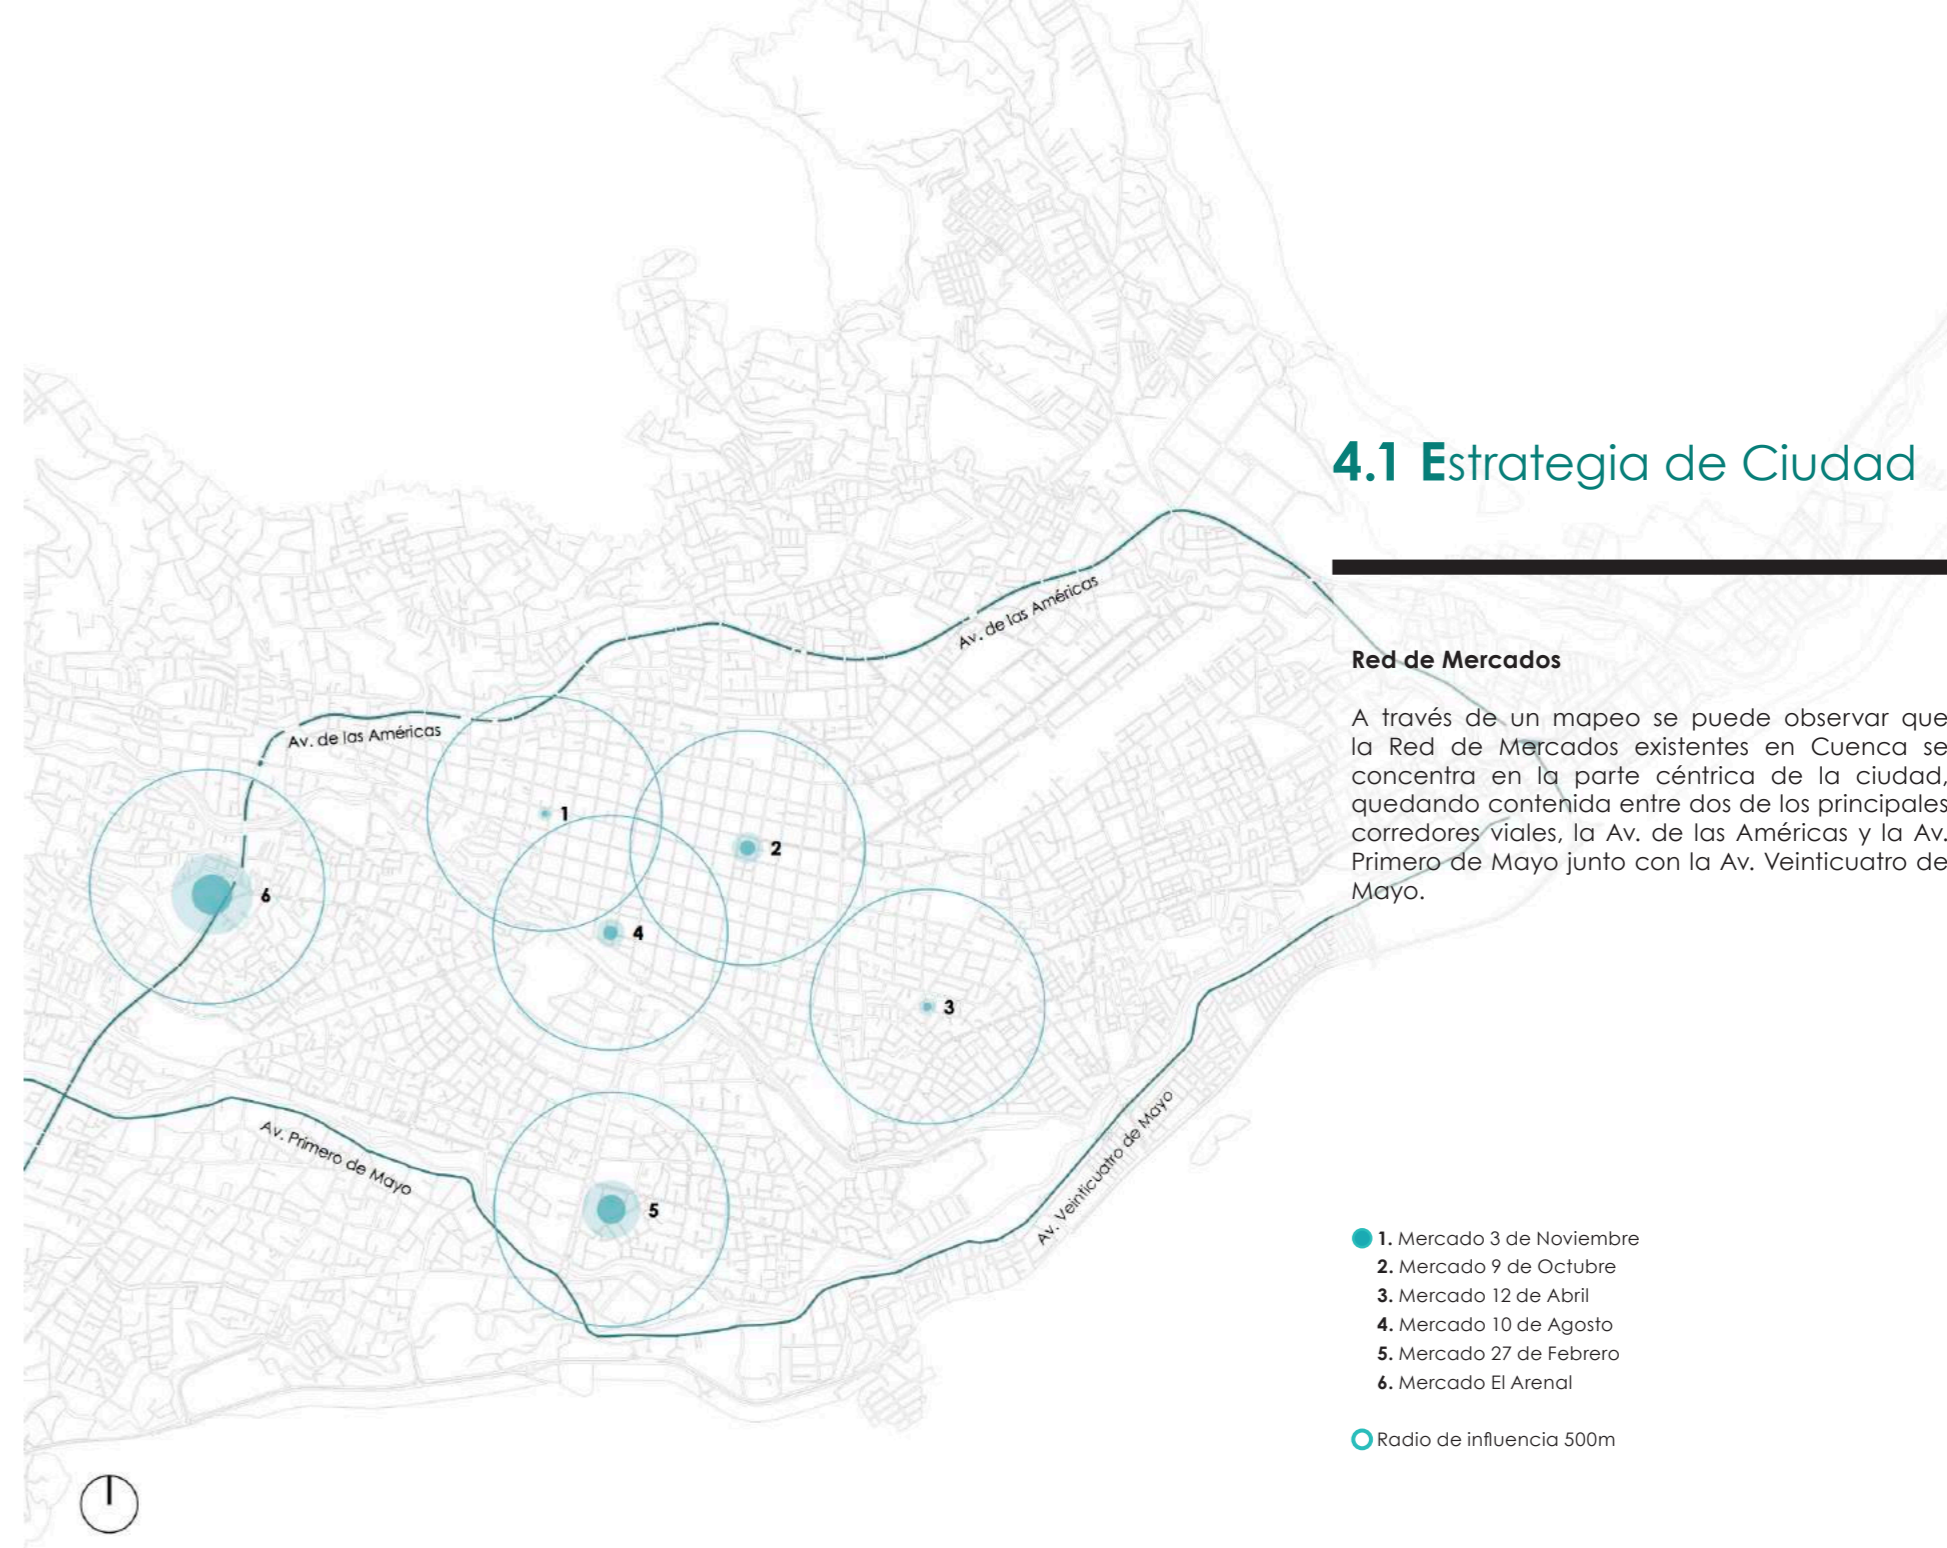 4.1 Estrategia de Ciudad
Red de Mercados
A través de un mapeo se puede observar que
la Red de Mercados existentes en Cuenca se
concentra en la parte céntrica de la ciudad,
quedando contenida entre dos de los principales
corredores viales, la Av. de las Américas y la Av.
Primero de Mayo junto con la Av. Veinticuatro de
Mayo.
Av. de las Américas
Av. de las Américas
1
2
6
4
3
Av. Primero de Mayo
Av. Veinticuatro de Mayo
5
1. Mercado 3 de Noviembre
2. Mercado 9 de Octubre
3. Mercado 12 de Abril
4. Mercado 10 de Agosto
5. Mercado 27 de Febrero
6. Mercado El Arenal
Radio de influencia 500m